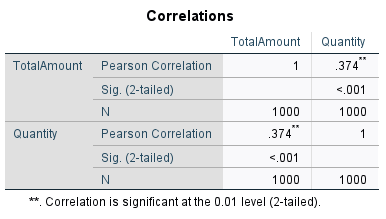 Correlations
TotalAmount Quantity
TotalAmount Pearson Correlation 1 .374**
Sig. (2-tailed) <.001
N 1000 1000
Quantity Pearson Correlation .374** 1
Sig. (2-tailed) <.001
N 1000 1000
**. Correlation is significant at the 0.01 level (2-tailed).